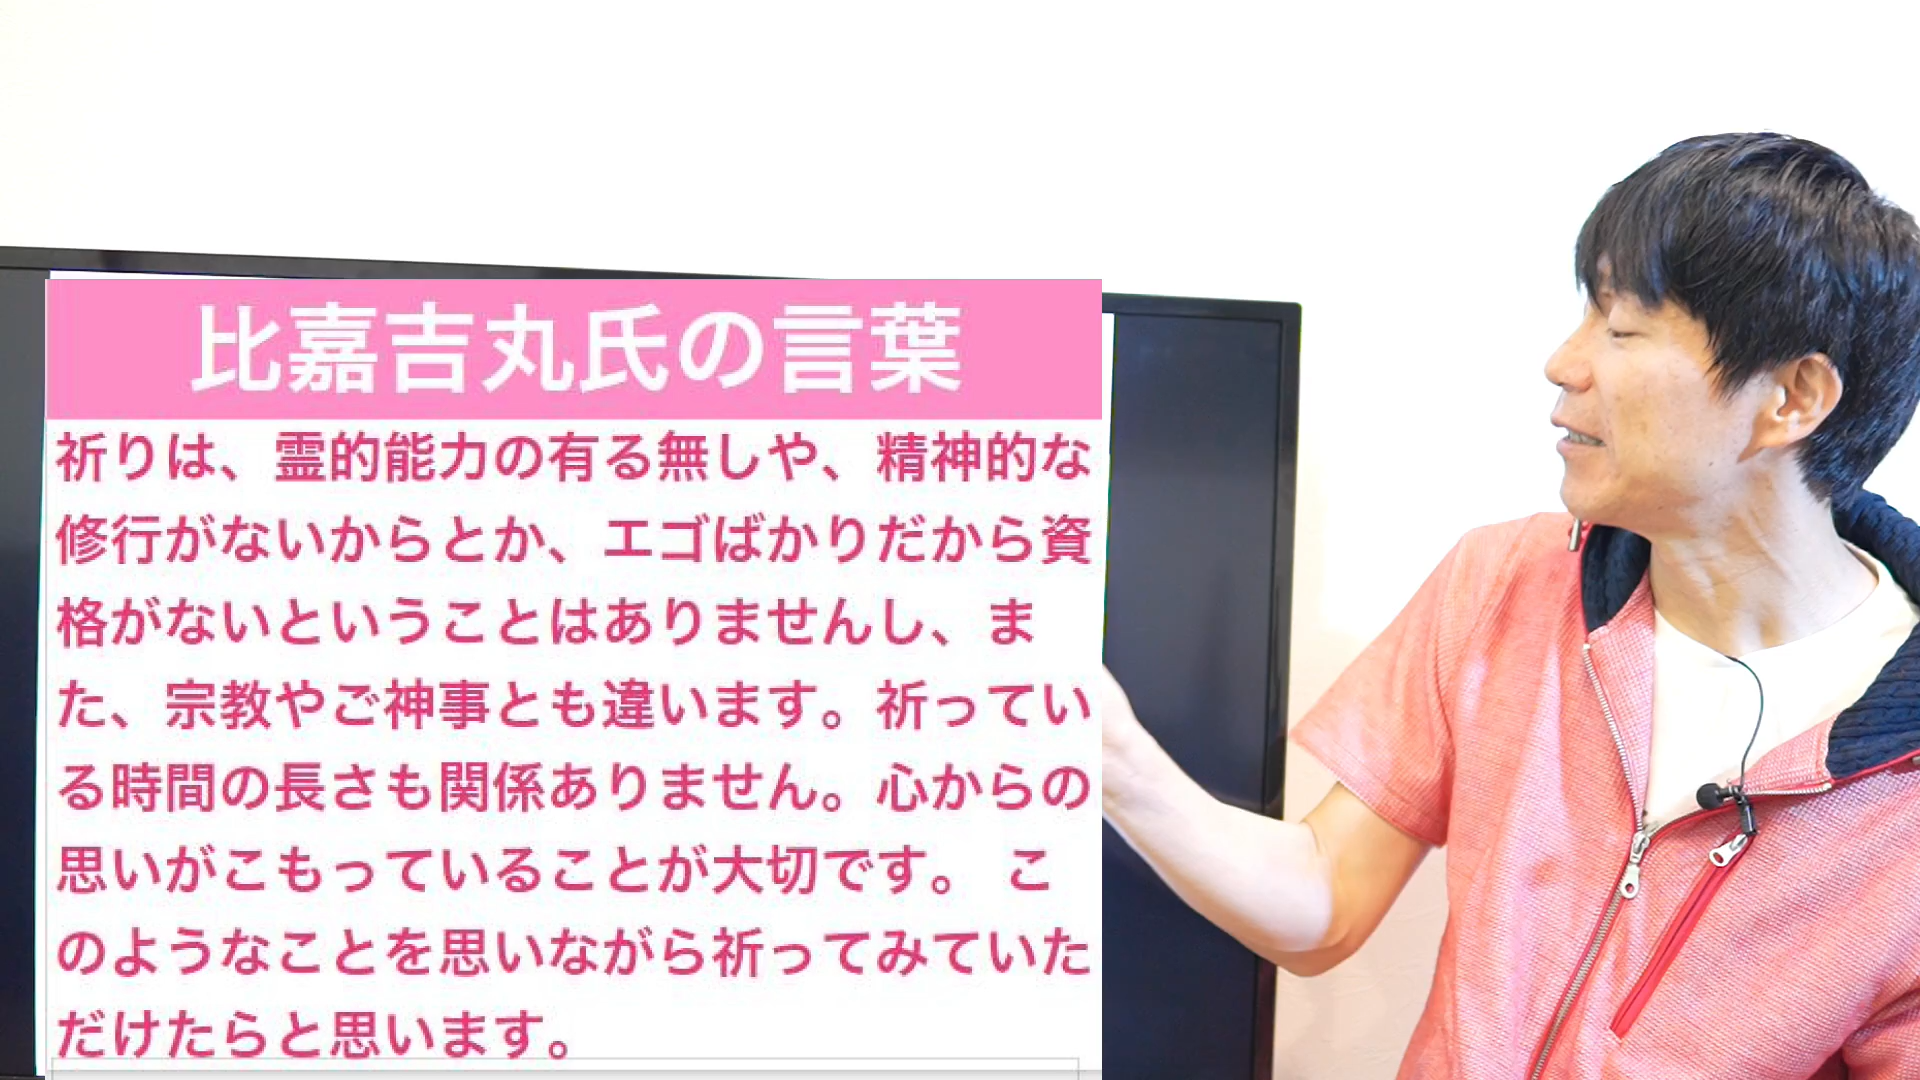 比嘉吉丸氏の言葉
祈りは、霊的能力の有る無しや、精神的な
修行がないからとか、エゴばかりだから資
格がないということはありませんし、ま
た、宗教やご神事とも違います。祈ってい
る時間の長さも関係ありません。心からの
思いがこもっていることが大切です。 こ
のようなことを思いながら祈ってみていた
だけたらと思います。